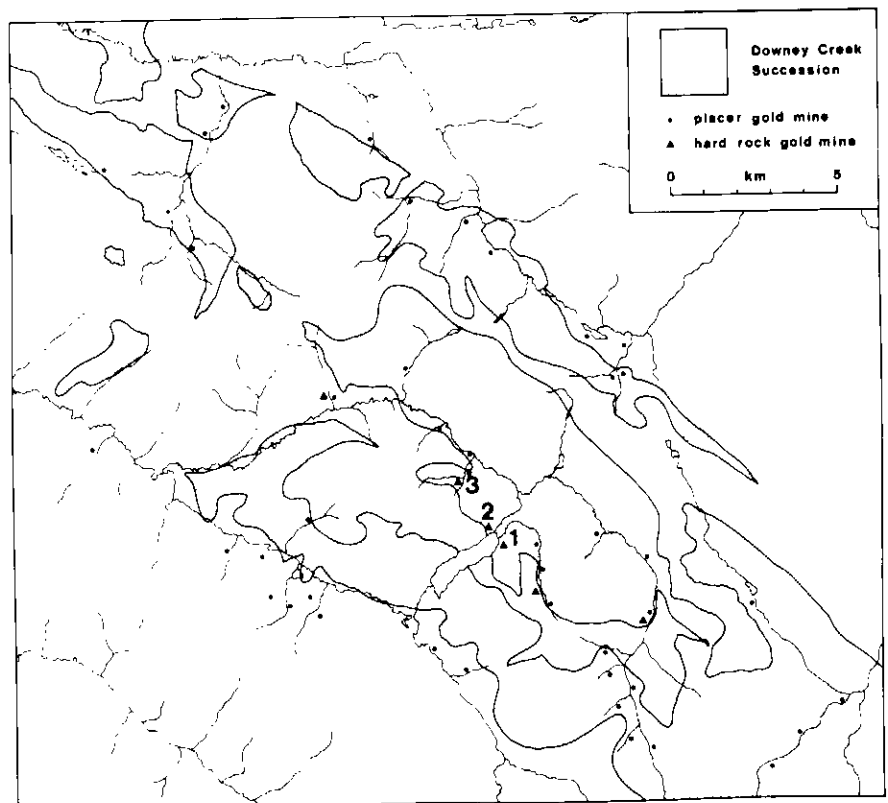 Downey Creek
Succession
placer gold mine
hard rock gold mine
0 km 5
3
2
1